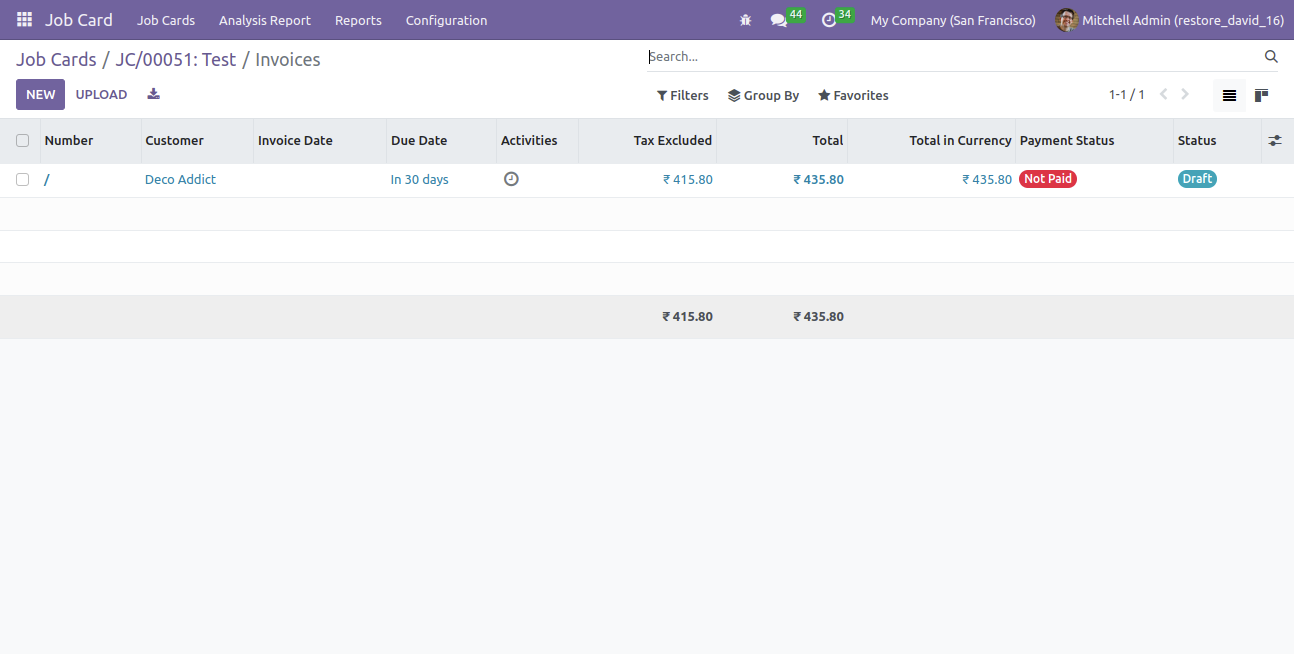 Job Card Job Cards Analysis Report Reports Configuration 44 34 My Company (San Francisco) Mitchell Admin (restore_david_16)
Job Cards / JC/00051: Test / Invoices Search...
NEW UPLOAD Filters Group By Favorites 1-1 / 1
Number Customer Invoice Date Due Date Activities Tax Excluded Total Total in Currency Payment Status Status
/ Deco Addict In 30 days ₹ 415.80 ₹ 435.80 ₹ 435.80 Not Paid Draft
₹ 415.80 ₹ 435.80